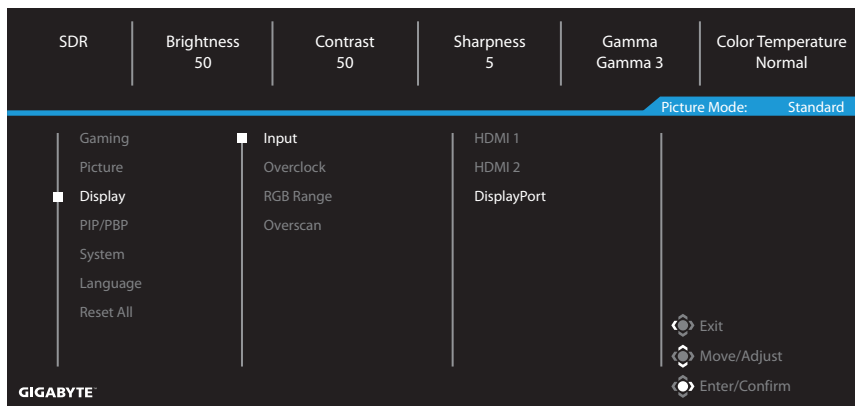 SDR
Brightness
50
Contrast
50
Sharpness
5
Gamma
Gamma 3
Color Temperature
Normal
Picture Mode: Standard
Gaming
Picture
Display
PIP/PBP
System
Language
Reset All
Input
Overclock
RGB Range
Overscan
HDMI 1
HDMI 2
DisplayPort
Exit
Move/Adjust
Enter/Confirm
GIGABYTE™